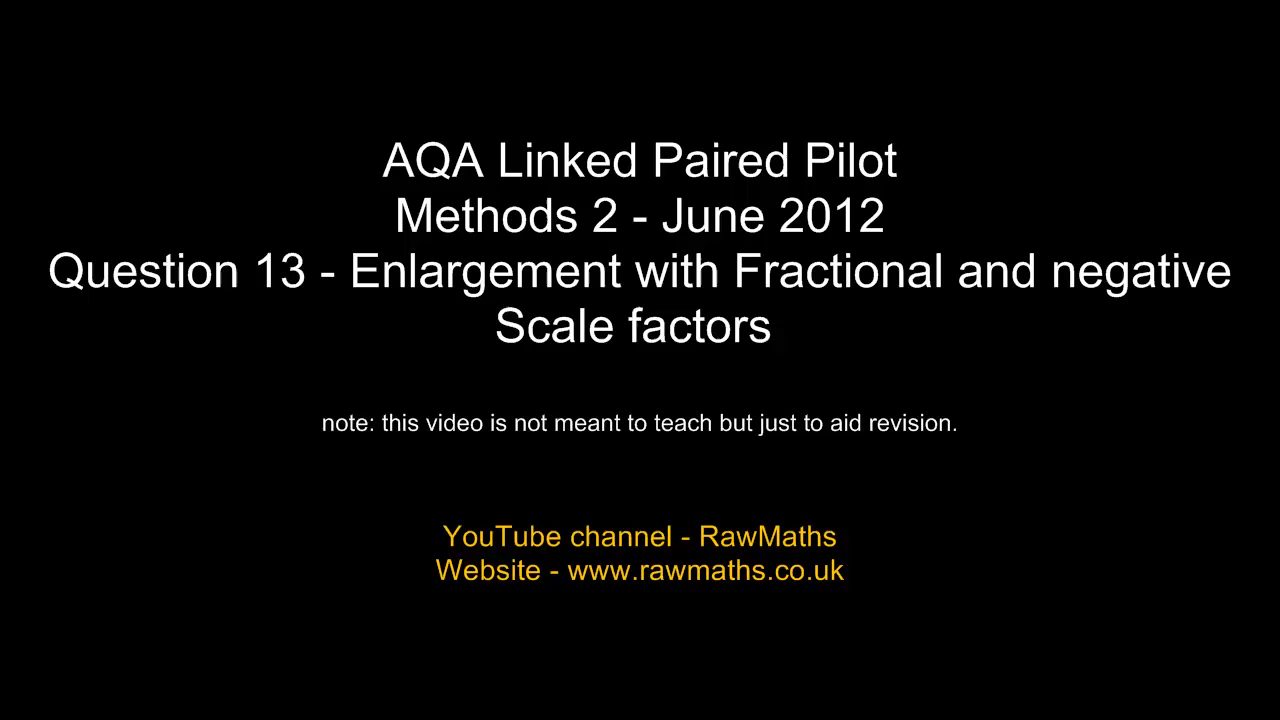 AQA Linked Paired Pilot
Methods 2 - June 2012
Question 13 - Enlargement with Fractional and negative
Scale factors
note: this video is not meant to teach but just to aid revision.
YouTube channel - RawMaths
Website - www.rawmaths.co.uk